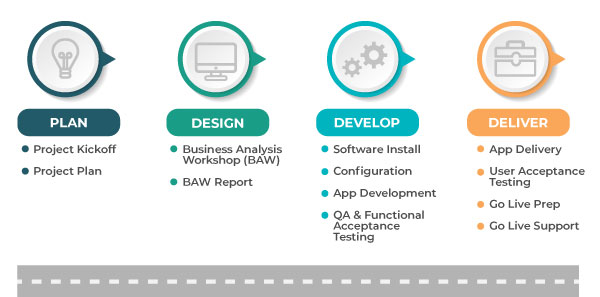 PLAN
Project Kickoff
Project Plan
DESIGN
Business Analysis
Workshop (BAW)
BAW Report
DEVELOP
Software Install
Configuration
App Development
QA & Functional
Acceptance
Testing
DELIVER
App Delivery
User Acceptance
Testing
Go Live Prep
Go Live Support